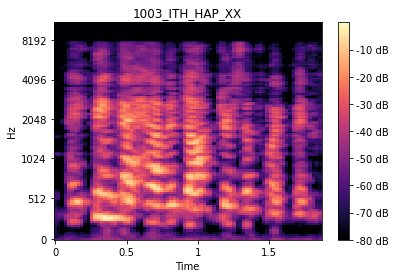 1003_ITH_HAP_XX
8192
4096
2048
1024
512
0
Hz
0
0.5
1
1.5
Time
-10 dB
-20 dB
-30 dB
-40 dB
-50 dB
-60 dB
-70 dB
-80 dB